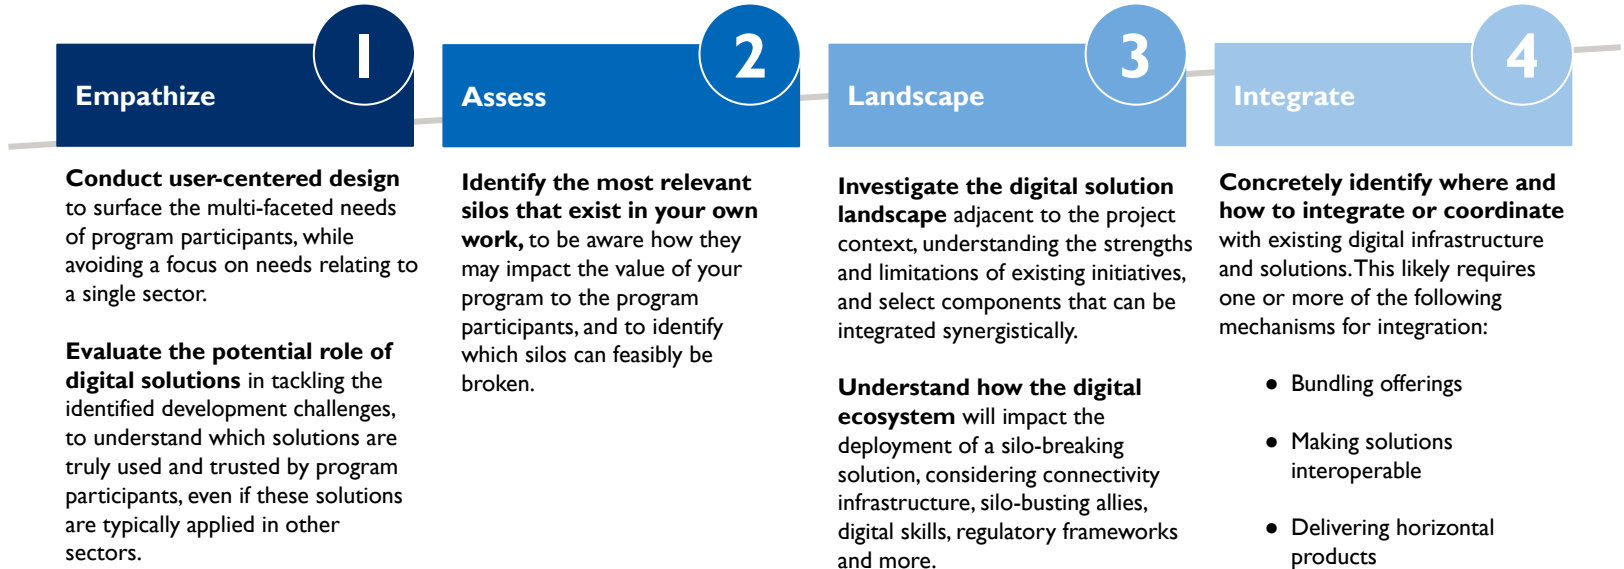 1
Empathize
Conduct user-centered design
to surface the multi-faceted needs
of program participants, while
avoiding a focus on needs relating to
a single sector.
Evaluate the potential role of
digital solutions in tackling the
identified development challenges,
to understand which solutions are
truly used and trusted by program
participants, even if these solutions
are typically applied in other
sectors.
2
Assess
Identify the most relevant
silos that exist in your own
work, to be aware how they
may impact the value of your
program to the program
participants, and to identify
which silos can feasibly be
broken.
3
Landscape
Investigate the digital solution
landscape adjacent to the project
context, understanding the strengths
and limitations of existing initiatives,
and select components that can be
integrated synergistically.
Understand how the digital
ecosystem will impact the
deployment of a silo-breaking
solution, considering connectivity
infrastructure, silo-busting allies,
digital skills, regulatory frameworks
and more.
4
Integrate
Concretely identify where and
how to integrate or coordinate
with existing digital infrastructure
and solutions. This likely requires
one or more of the following
mechanisms for integration:
● Bundling offerings
● Making solutions
interoperable
● Delivering horizontal
products